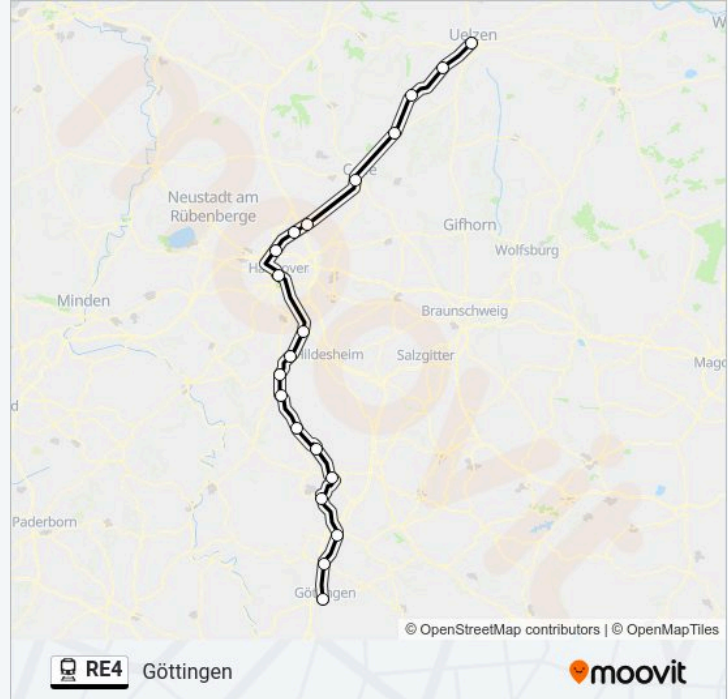 Uelzen
Celle
Neustadt am
Rübenberge
Gifhorn
Wolfsburg
Hannover
Minden
Braunschweig
Hildesheim
Salzgitter
Magd
d
Paderborn
Göttingen
© OpenStreetMap contributors | © OpenMapTiles
RE4
Göttingen
moovit